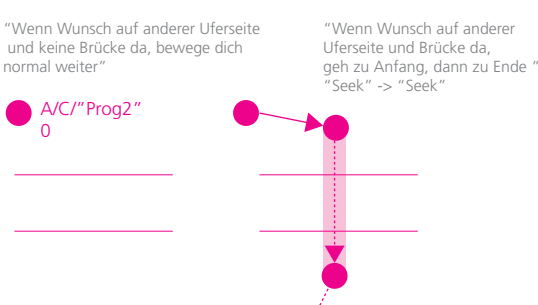 “Wenn Wunsch auf anderer Uferseite
und keine Brücke da, bewege dich
normal weiter”
“Wenn Wunsch auf anderer
Uferseite und Brücke da,
geh zu Anfang, dann zu Ende ”
“Seek” -> “Seek”
A/C/”Prog2”
0